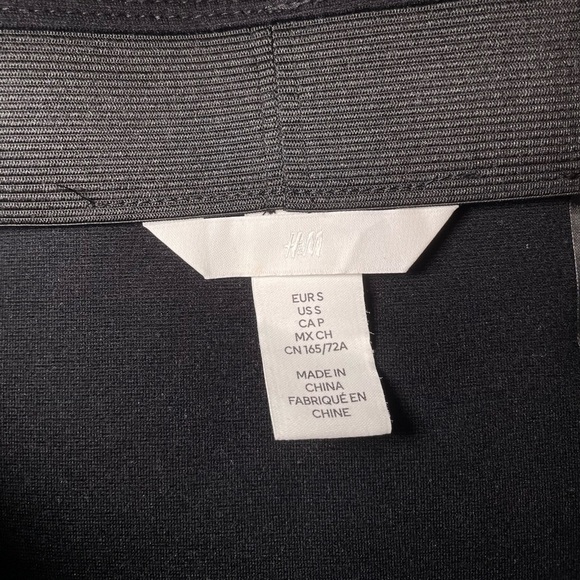 H&M
EUR S
US S
CA P
MX CH
CN 165/72A
MADE IN
CHINA
FABRIQUÉ EN
CHINE